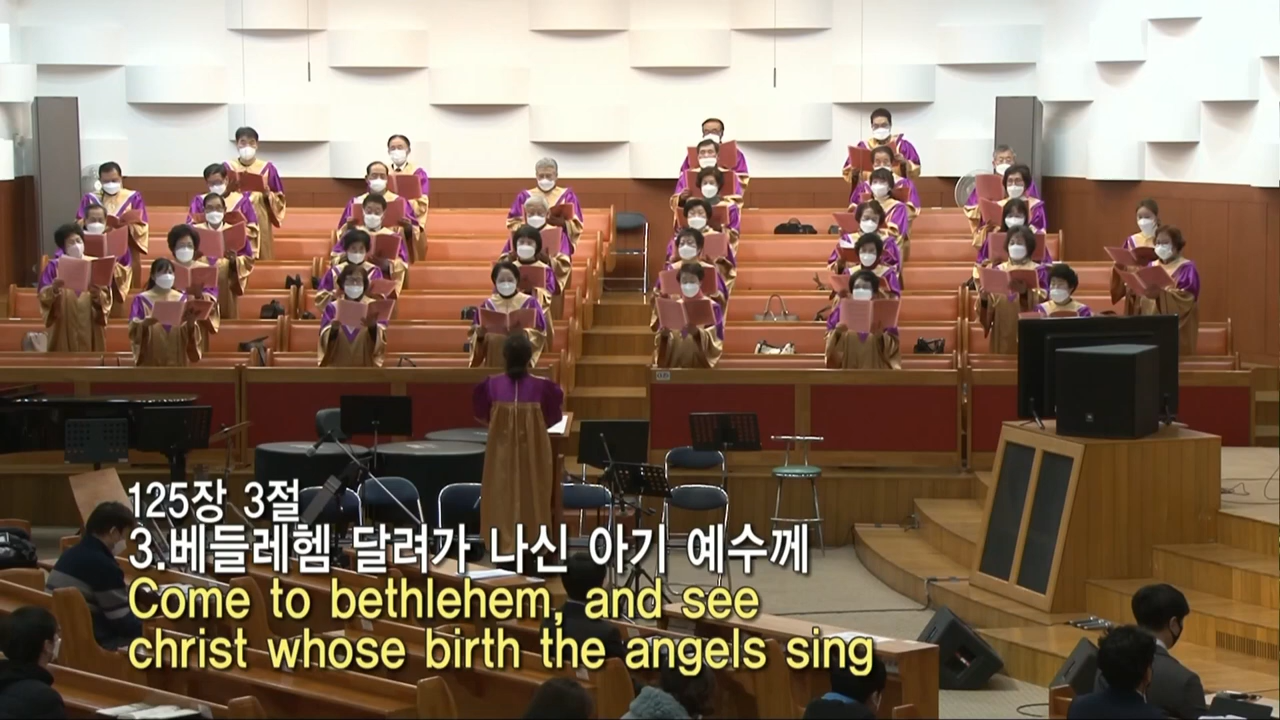 125장 3절
3.베들레헴 달려가 나신 아기 예수께
Come to bethlehem, and see
christ whose birth the angels sing